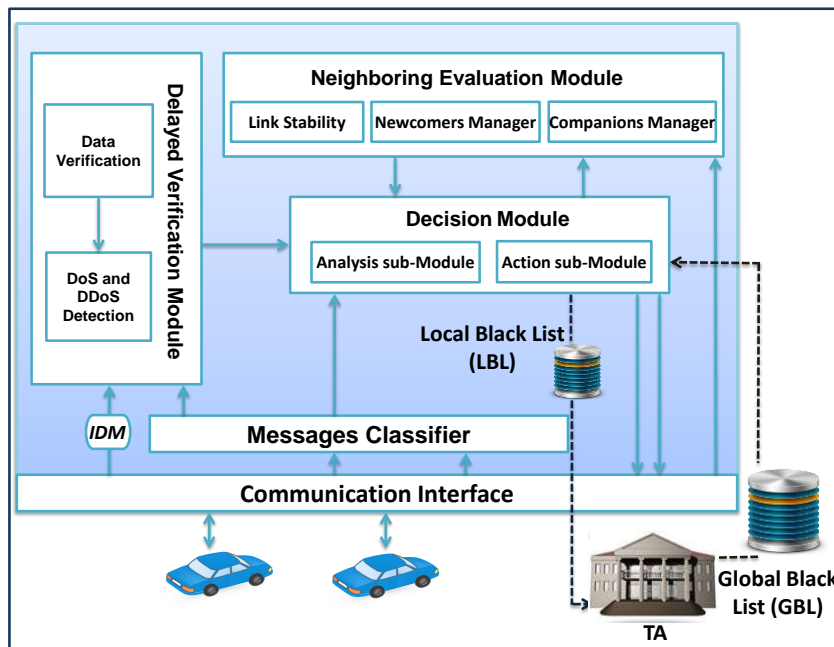 Delayed Verification Module
Data
Verification
DoS and
DDoS
Detection
Neighboring Evaluation Module
Link Stability
Newcomers Manager
Companions Manager
Decision Module
Analysis sub-Module
Action sub-Module
Local Black List
(LBL)
IDM
Messages Classifier
Communication Interface
Global Black
List (GBL)
TA